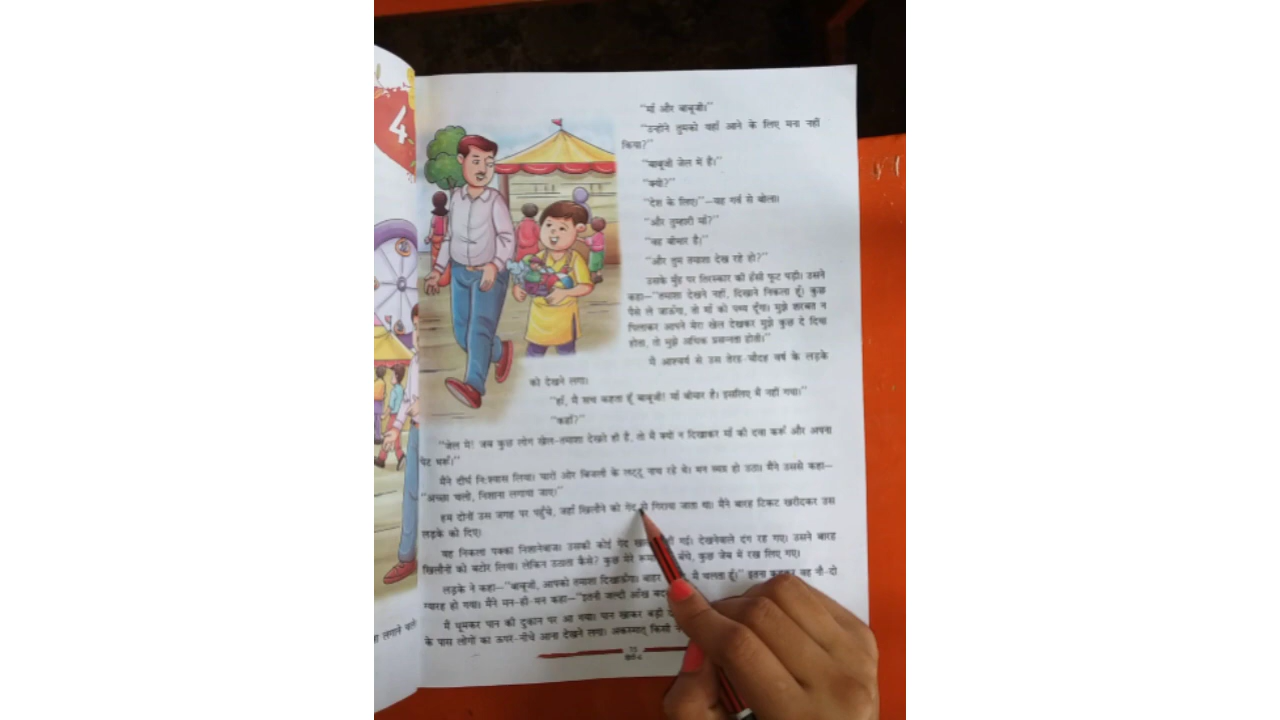 4
"माँ और बाबूजी।"
"उन्होंने तुमको यहाँ आने के लिए मना नहीं
किया?"
"बाबूजी जेल में हैं।"
"क्यों?"
"देश के लिए।"–वह गर्व से बोला।
"और तुम्हारी माँ?"
"वह बीमार है।"
"और तुम तमाशा देख रहे हो?"
उसके मुँह पर तिरस्कार की हँसी फूट पड़ी। उसने
कहा–"तमाशा देखने नहीं, दिखाने निकला हूँ। कुछ
पैसे ले जाऊँगा, तो माँ को पथ्य दूँगा। मुझे शरबत न
पिलाकर आपने मेरा खेल देखकर मुझे कुछ दे दिया
होता, तो मुझे अधिक प्रसन्नता होती।"
मैं आश्चर्य से उस तेरह-चौदह वर्ष के लड़के
को देखने लगा।
"हाँ, मैं सच कहता हूँ बाबूजी! माँ बीमार है। इसलिए मैं नहीं गया।"
"कहाँ?"
"जेल में! जब कुछ लोग खेल-तमाशा देखते ही हैं, तो मैं क्यों न दिखाकर माँ की दवा करूँ और अपना
पेट भरूँ।"
मैंने दीर्घ नि:श्वास लिया। चारों ओर बिजली के लट्टू नाच रहे थे। मन व्यग्र हो उठा। मैंने उससे कहा–
"अच्छा चलो, निशाना लगाया जाए।"
हम दोनों उस जगह पर पहुँचे, जहाँ खिलौने को गेंद से गिराया जाता था। मैंने बारह टिकट खरीदकर उस
लड़के को दिए।
वह निकला पक्का निशानेबाज। उसकी कोई गेंद गई। देखनेवाले दंग रह गए। उसने बारह
खिलौनों को बटोर लिया। लेकिन उठाता कैसे? कुछ मेरे बँधे, कुछ जेब में रख लिए गए।
लड़के ने कहा–"बाबूजी, आपको तमाशा दिखाऊँगा। बाहर मैं चलता हूँ।" इतना कहकर वह नौ-दो
ग्यारह हो गया। मैंने मन-ही-मन कहा–"इतनी जल्दी आँख
मैं घूमकर पान की दुकान पर आ गया। पान खाकर बड़ी
के पास लोगों का ऊपर-नीचे आना देखने लगा। अकस्मात् किसी
लगाने चलो